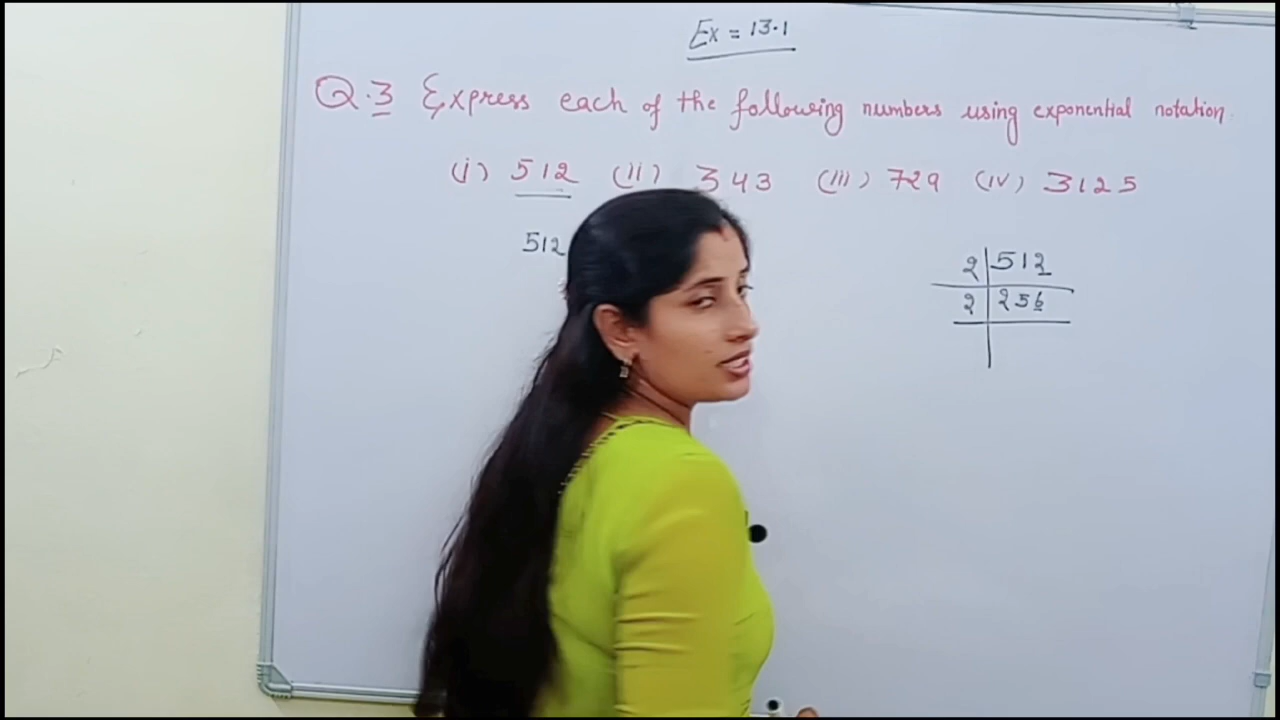 Ex = 13.1
Q.3 Express each of the following numbers using exponential notation.
(i) 512 (ii) 343 (iii) 729 (iv) 3125
512
2 | 512
2 | 256